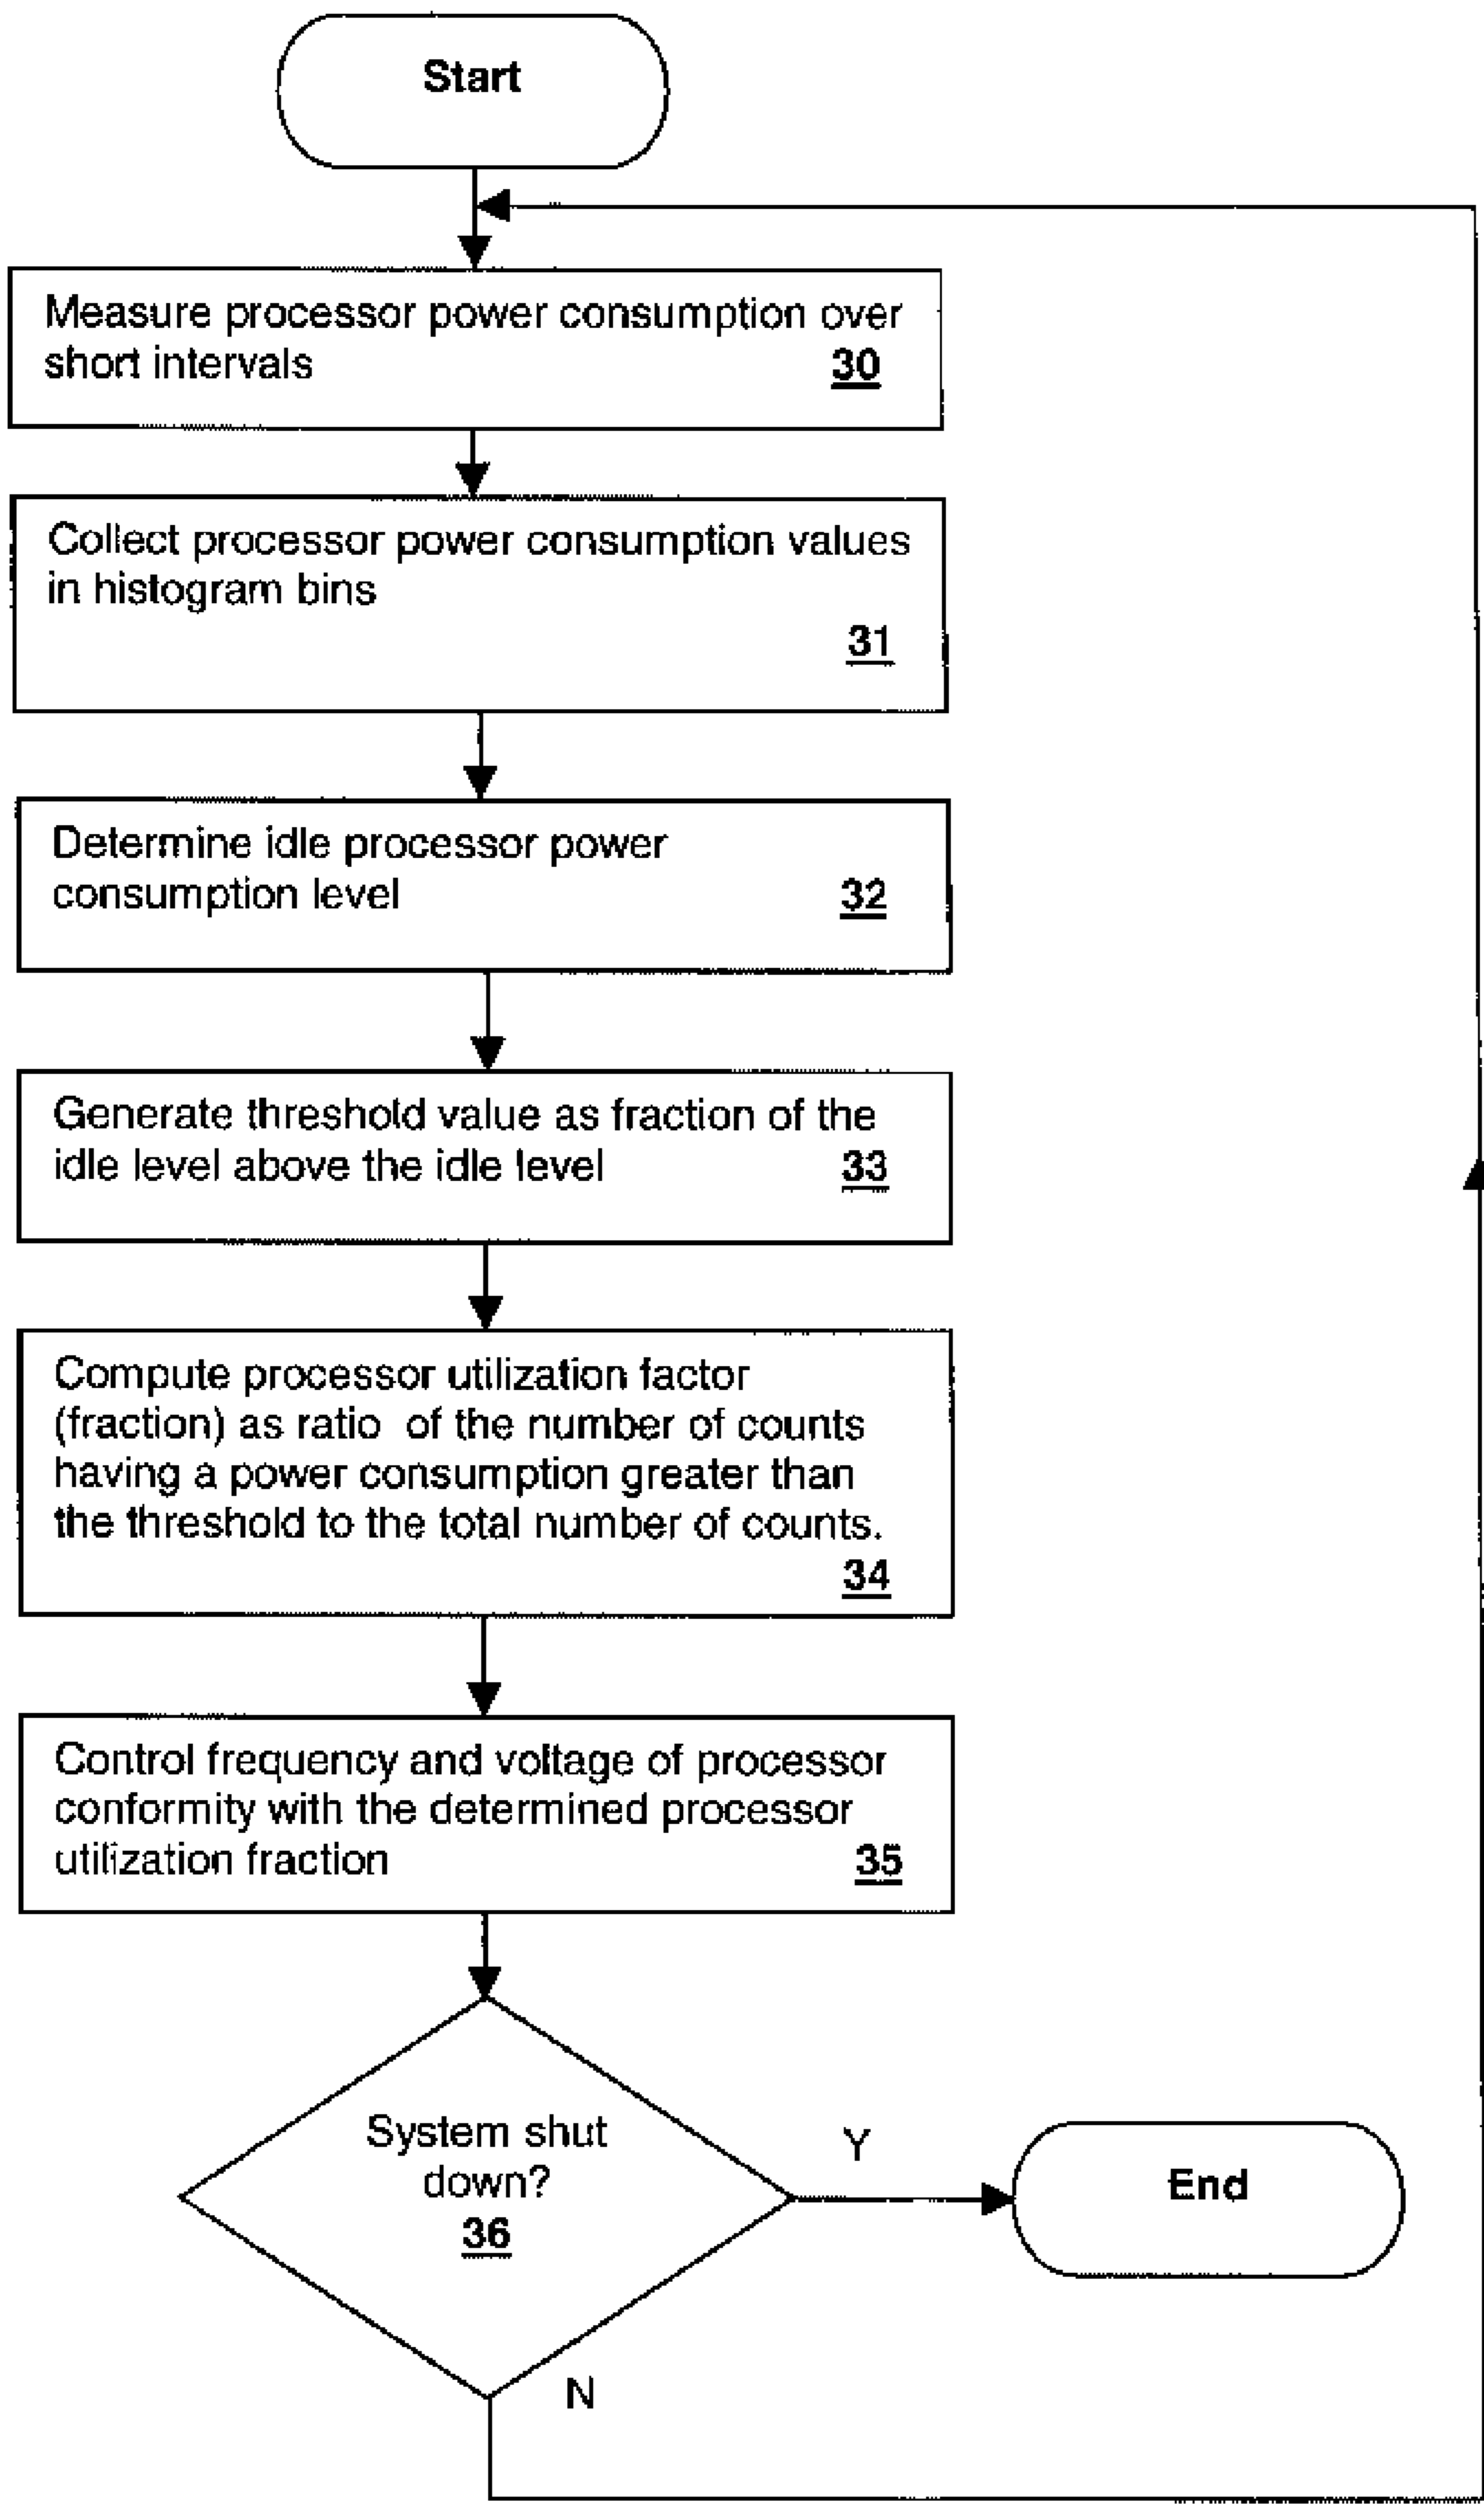 Start
Measure processor power consumption over
short intervals 30
Collect processor power consumption values
in histogram bins
31
Determine idle processor power
consumption level 32
Generate threshold value as fraction of the
idle level above the idle level 33
Compute processor utilization factor
(fraction) as ratio of the number of counts
having a power consumption greater than
the threshold to the total number of counts.
34
Control frequency and voltage of processor
conformity with the determined processor
utilization fraction 35
System shut
down?
36
Y
End
N